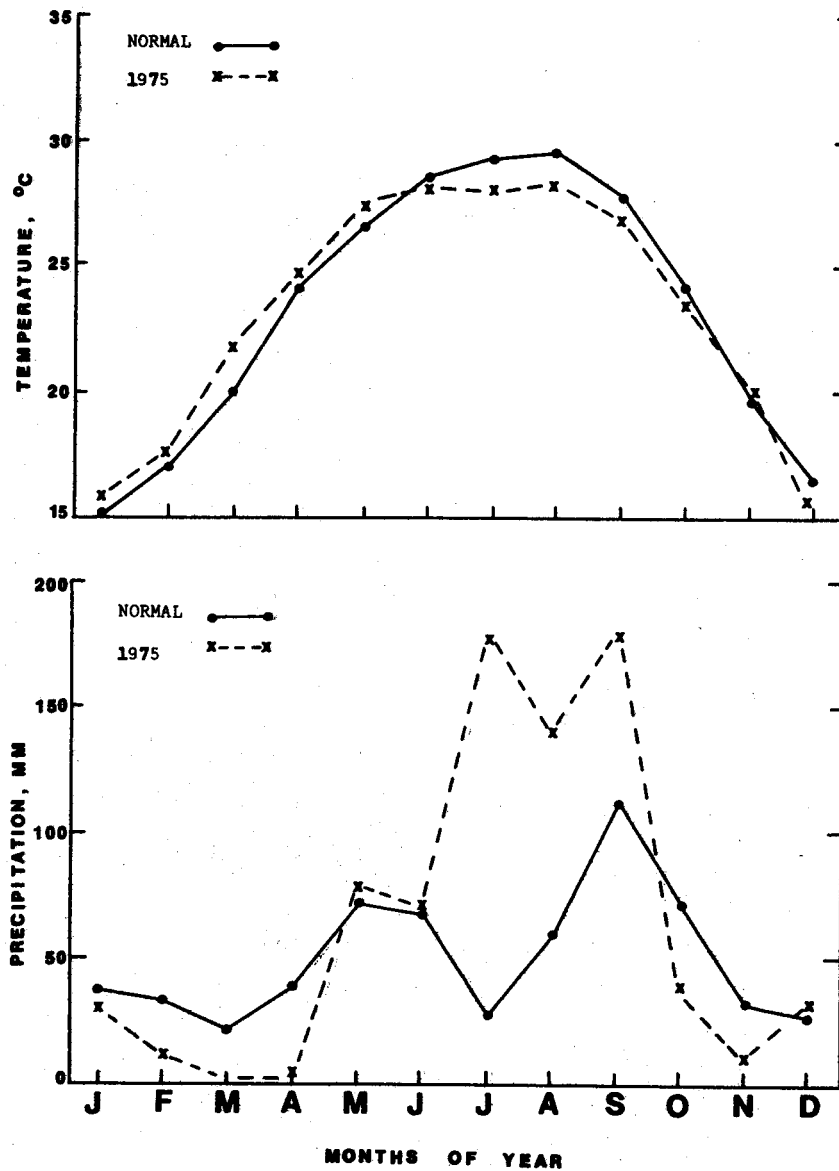 35
NORMAL
1975
30
25
20
15
TEMPERATURE, °C
200
NORMAL
1975
150
100
50
0
PRECIPITATION, MM
J F M A M J J A S O N D
MONTHS OF YEAR